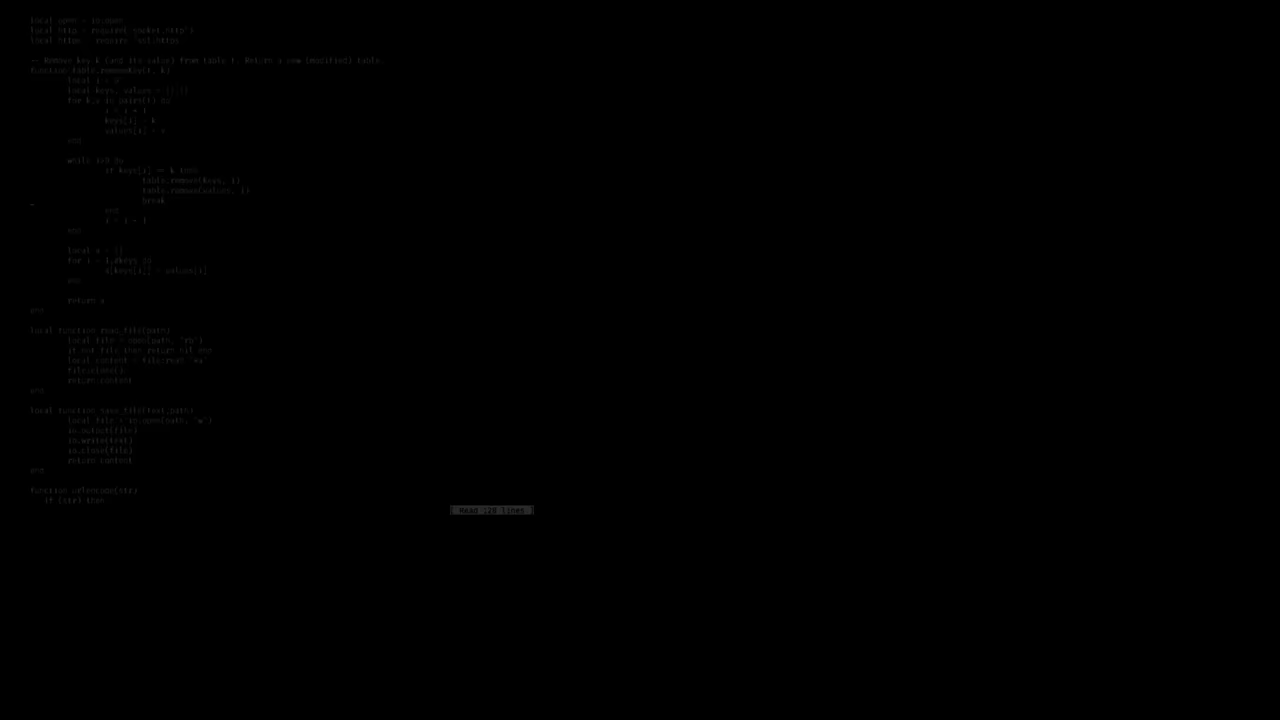 local open = io.open
local http = require("socket.http")
local https = require "ssl.https"
-- Remove key k (and its value) from table t. Return a new (modified) table.
function table.removeKey(t, k)
local i = 0
local keys, values = {},{}
for k,v in pairs(t) do
i = i + 1
keys[i] = k
values[i] = v
end
while i>0 do
if keys[i] == k then
table.remove(keys, i)
table.remove(values, i)
break
end
i = i - 1
end
local a = {}
for i = 1,#keys do
a[keys[i]] = values[i]
end
return a
end
local function read_file(path)
local file = open(path, "rb")
if not file then return nil end
local content = file:read "*a"
file:close()
return content
end
local function save_file(text,path)
local file = io.open(path, "w")
io.output(file)
io.write(text)
io.close(file)
return content
end
function urlencode(str)
if (str) then
[ Read lines ]